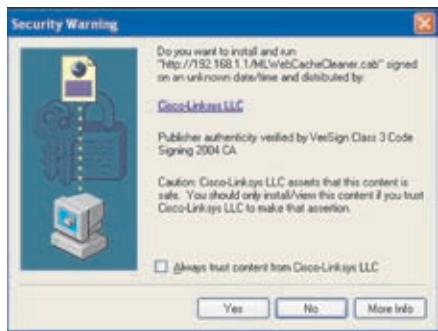 Security Warning
Do you want to install and run
"http://192.168.1.1/MLWebCacheCleaner.cab" signed
on an unknown date/time and distributed by:
Cisco-Linksys LLC
Publisher authenticity verified by VeriSign Class 3 Code
Signing 2004 CA
Caution: Cisco-Linksys LLC asserts that this content is
safe. You should only install/view this content if you trust
Cisco-Linksys LLC to make that assertion.
Always trust content from Cisco-Linksys LLC
Yes
No
More Info